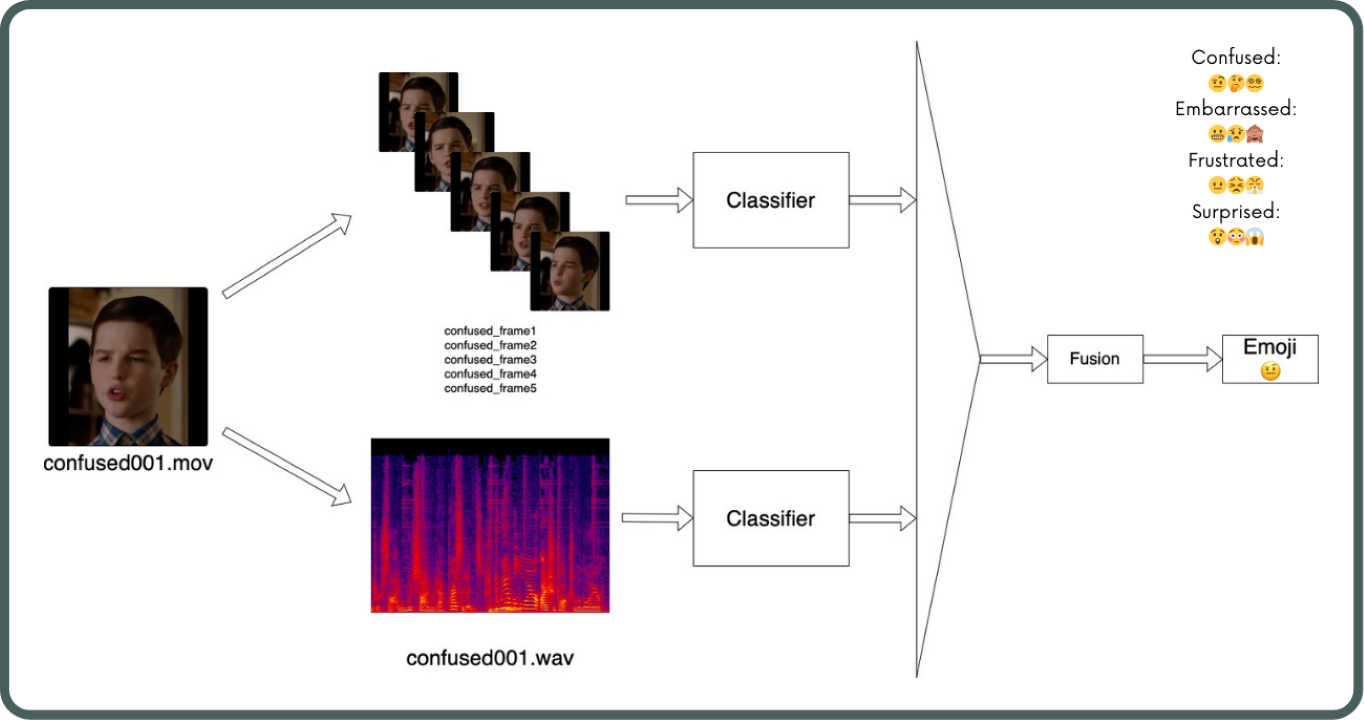 confused001.mov
confused_frame1
confused_frame2
confused_frame3
confused_frame4
confused_frame5
confused001.wav
Classifier
Classifier
Fusion
Emoji
🤨
Confused:
🤨🤔😵‍💫
Embarrassed:
😬😢🙈
Frustrated:
😐😣😤
Surprised:
😲😳😱